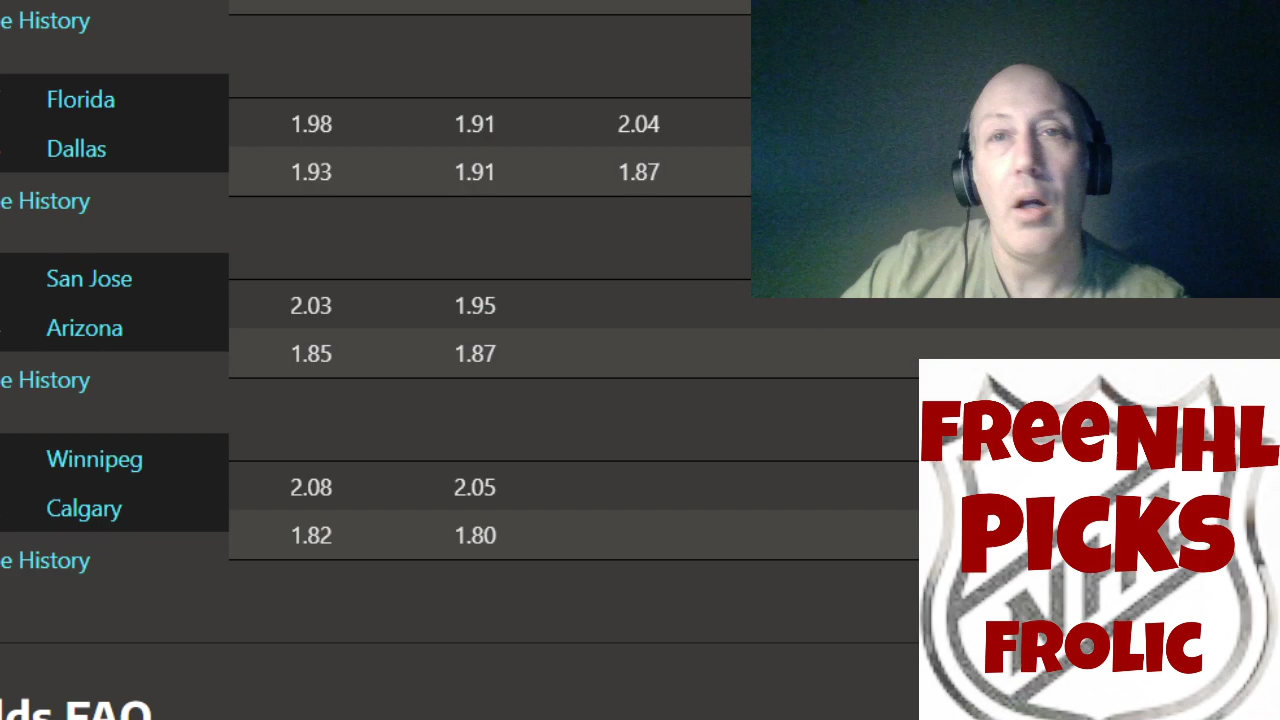 e History
Florida
1.98 1.91 2.04
Dallas
1.93 1.91 1.87
e History
San Jose
2.03 1.95
Arizona
1.85 1.87
e History
Winnipeg
2.08 2.05
Calgary
1.82 1.80
e History
FAQ
FReeNHL
PICKS
FROLIC
NHL